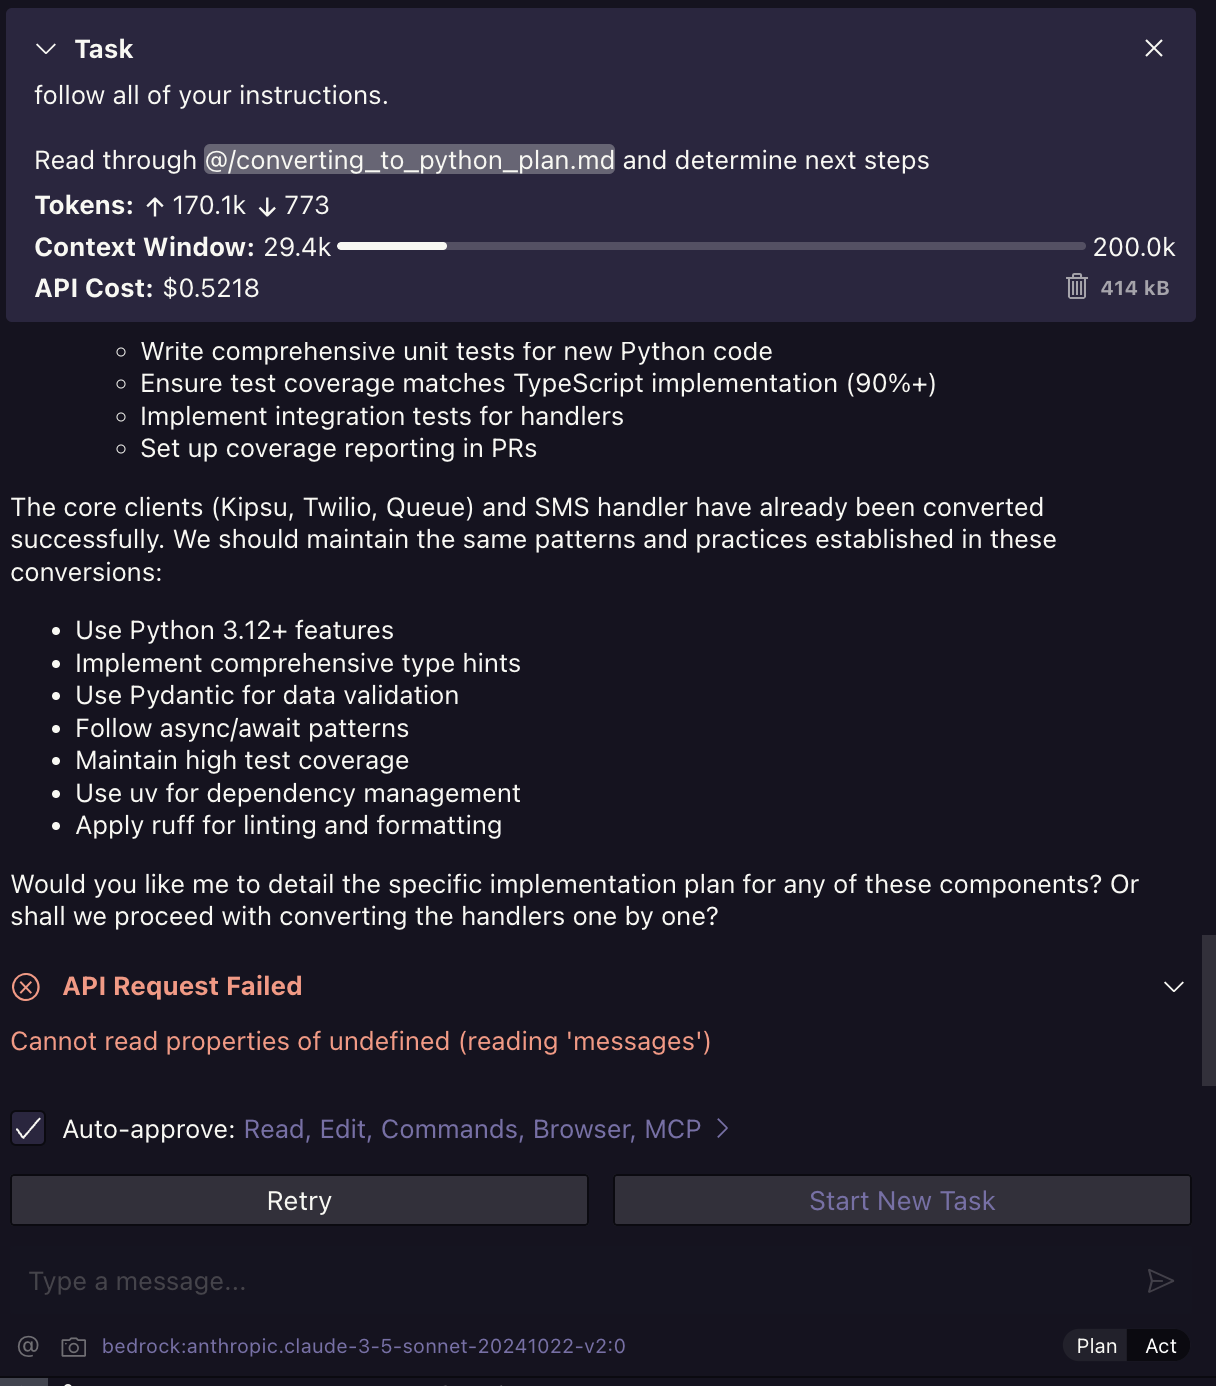 Task
follow all of your instructions.
Read through @/converting_to_python_plan.md and determine next steps
Tokens: ↑ 170.1k ↓ 773
Context Window: 29.4k 200.0k
API Cost: $0.5218 414 kB
Write comprehensive unit tests for new Python code
Ensure test coverage matches TypeScript implementation (90%+)
Implement integration tests for handlers
Set up coverage reporting in PRs
The core clients (Kipsu, Twilio, Queue) and SMS handler have already been converted
successfully. We should maintain the same patterns and practices established in these
conversions:
Use Python 3.12+ features
Implement comprehensive type hints
Use Pydantic for data validation
Follow async/await patterns
Maintain high test coverage
Use uv for dependency management
Apply ruff for linting and formatting
Would you like me to detail the specific implementation plan for any of these components? Or
shall we proceed with converting the handlers one by one?
API Request Failed
Cannot read properties of undefined (reading 'messages')
Auto-approve: Read, Edit, Commands, Browser, MCP
Retry Start New Task
Type a message...
@ bedrock:anthropic.claude-3-5-sonnet-20241022-v2:0 Plan Act